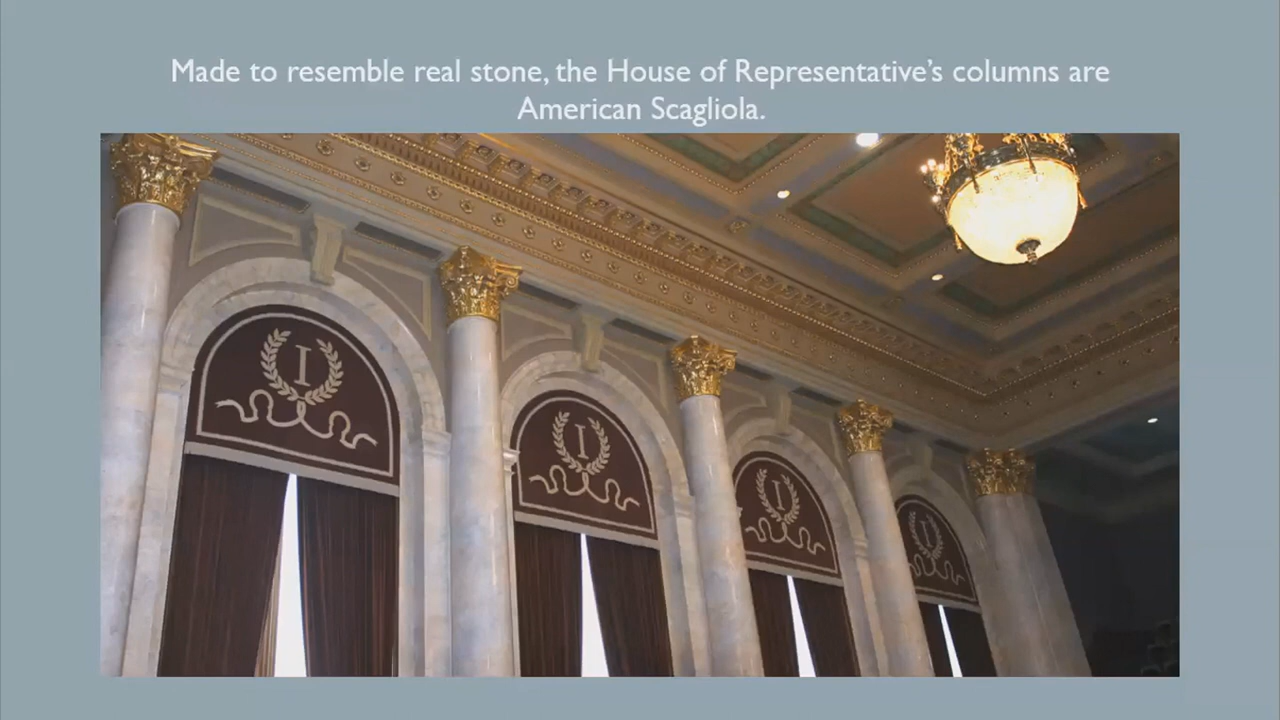 Made to resemble real stone, the House of Representative's columns are
American Scagliola.
I
I
I
I